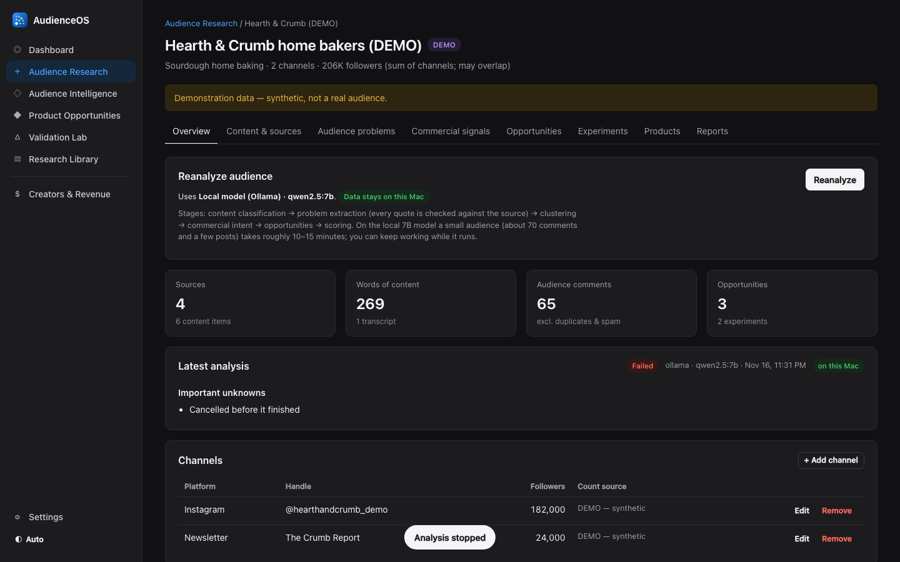 AudienceOS
Dashboard
Audience Research
Audience Intelligence
Product Opportunities
Validation Lab
Research Library
$ Creators & Revenue
Settings
Auto
Audience Research / Hearth & Crumb (DEMO)
Hearth & Crumb home bakers (DEMO) DEMO
Sourdough home baking · 2 channels · 206K followers (sum of channels; may overlap)
Demonstration data — synthetic, not a real audience.
Overview Content & sources Audience problems Commercial signals Opportunities Experiments Products Reports
Reanalyze audience
Reanalyze
Uses Local model (Ollama) · qwen2.5:7b. Data stays on this Mac
Stages: content classification → problem extraction (every quote is checked against the source) → clustering
→ commercial intent → opportunities → scoring. On the local 7B model a small audience (about 70 comments
and a few posts) takes roughly 10–15 minutes; you can keep working while it runs.
Sources
4
6 content items
Words of content
269
1 transcript
Audience comments
65
excl. duplicates & spam
Opportunities
3
2 experiments
Latest analysis
Failed ollama · qwen2.5:7b · Nov 16, 11:31 PM on this Mac
Important unknowns
• Cancelled before it finished
Channels
+ Add channel
Platform Handle Followers Count source
Instagram @hearthandcrumb_demo 182,000 DEMO — synthetic Edit Remove
Newsletter The Crumb Report 24,000 DEMO — synthetic Edit Remove
Analysis stopped